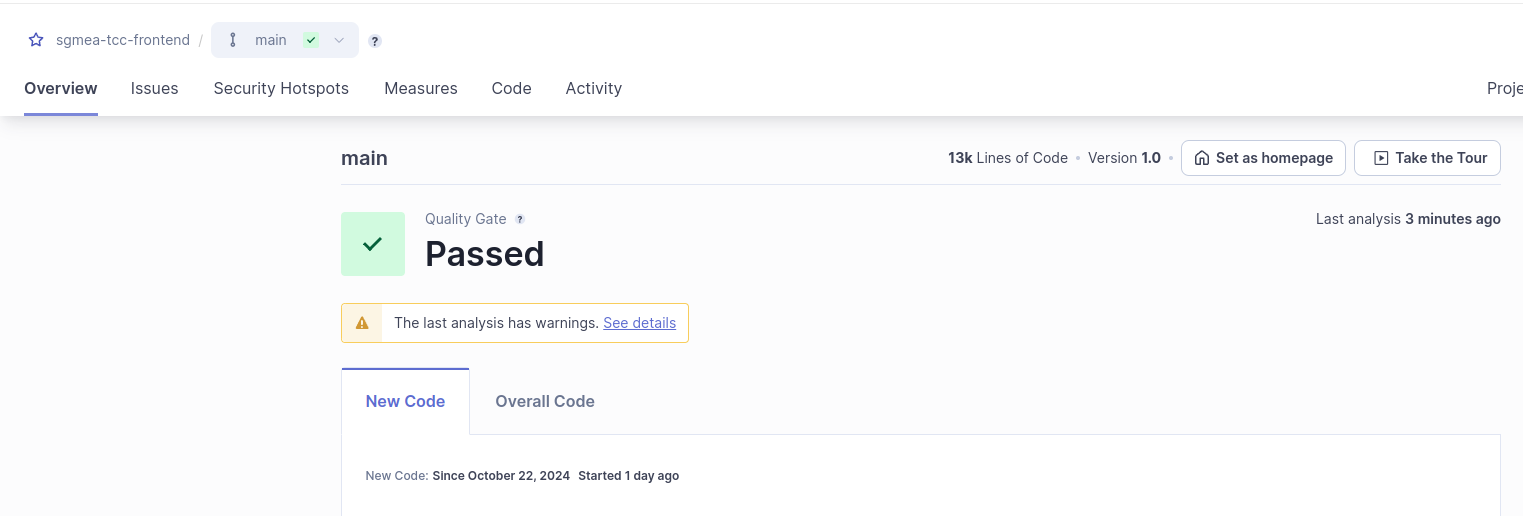 sgmea-tcc-frontend / main ?
Overview Issues Security Hotspots Measures Code Activity Proje
main 13k Lines of Code • Version 1.0 • Set as homepage Take the Tour
Quality Gate ? Last analysis 3 minutes ago
Passed
The last analysis has warnings. See details
New Code Overall Code
New Code: Since October 22, 2024 Started 1 day ago